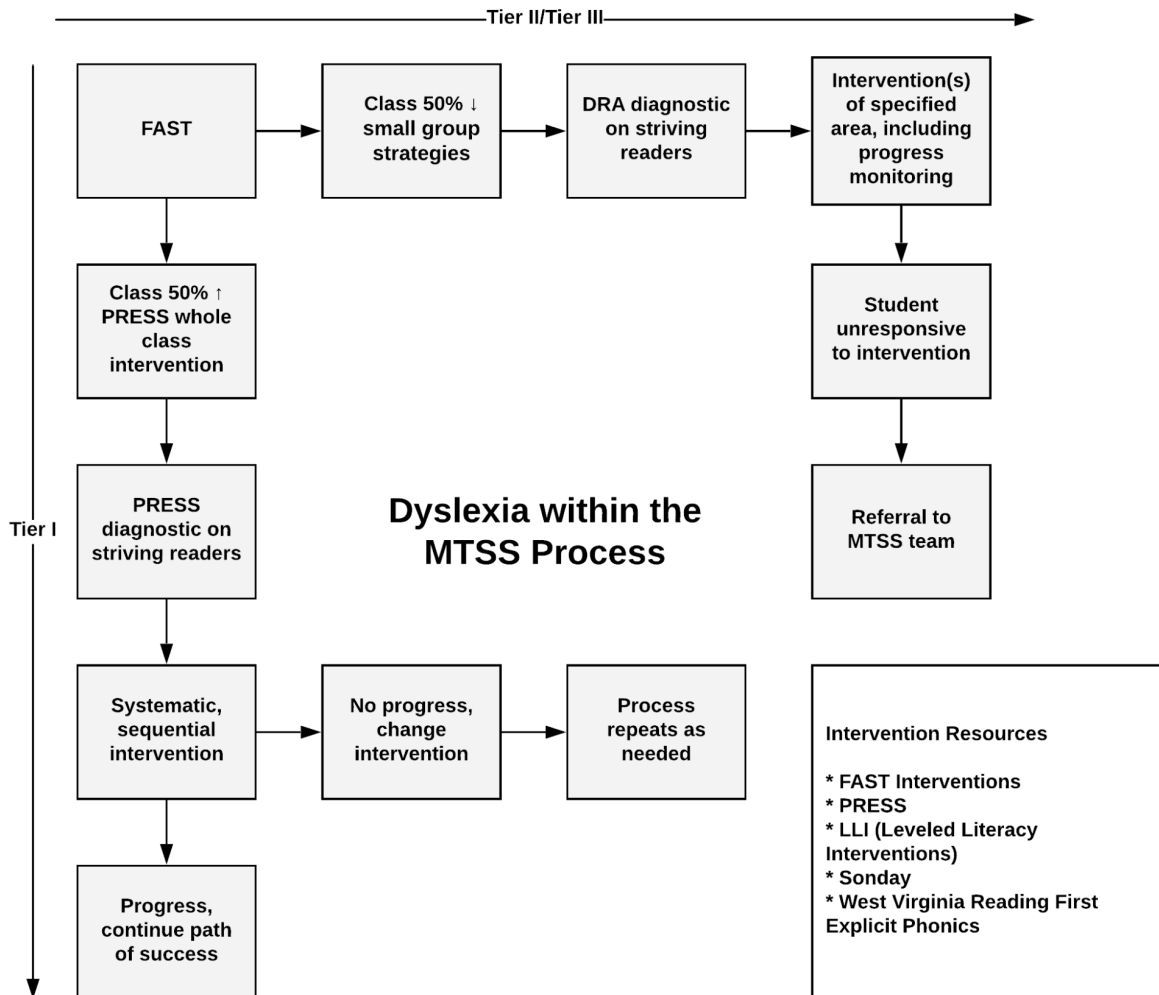 Tier II/Tier III
FAST
Class 50% ↓
small group
strategies
DRA diagnostic
on striving
readers
Intervention(s)
of specified
area, including
progress
monitoring
Class 50% ↑
PRESS whole
class
intervention
Student
unresponsive
to intervention
Tier I
PRESS
diagnostic on
striving readers
Dyslexia within the
MTSS Process
Referral to
MTSS team
Systematic,
sequential
intervention
No progress,
change
intervention
Process
repeats as
needed
Intervention Resources
* FAST Interventions
* PRESS
* LLI (Leveled Literacy
Interventions)
* Sonday
* West Virginia Reading First
Explicit Phonics
Progress,
continue path
of success